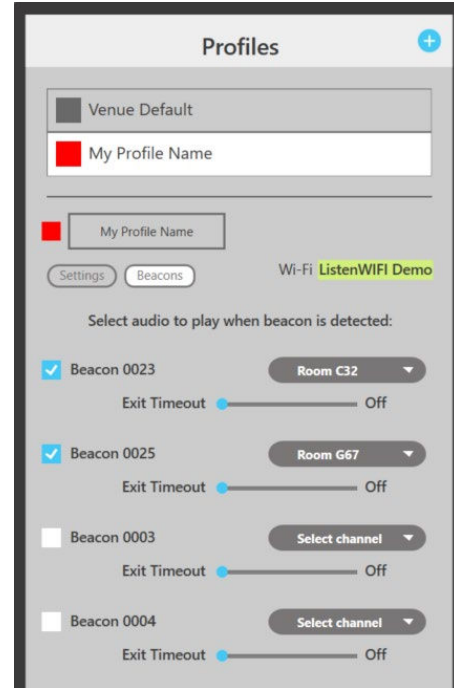 Profiles
Venue Default
My Profile Name
My Profile Name
Settings Beacons Wi-Fi ListenWIFI Demo
Select audio to play when beacon is detected:
Beacon 0023 Room C32
Exit Timeout Off
Beacon 0025 Room G67
Exit Timeout Off
Beacon 0003 Select channel
Exit Timeout Off
Beacon 0004 Select channel
Exit Timeout Off